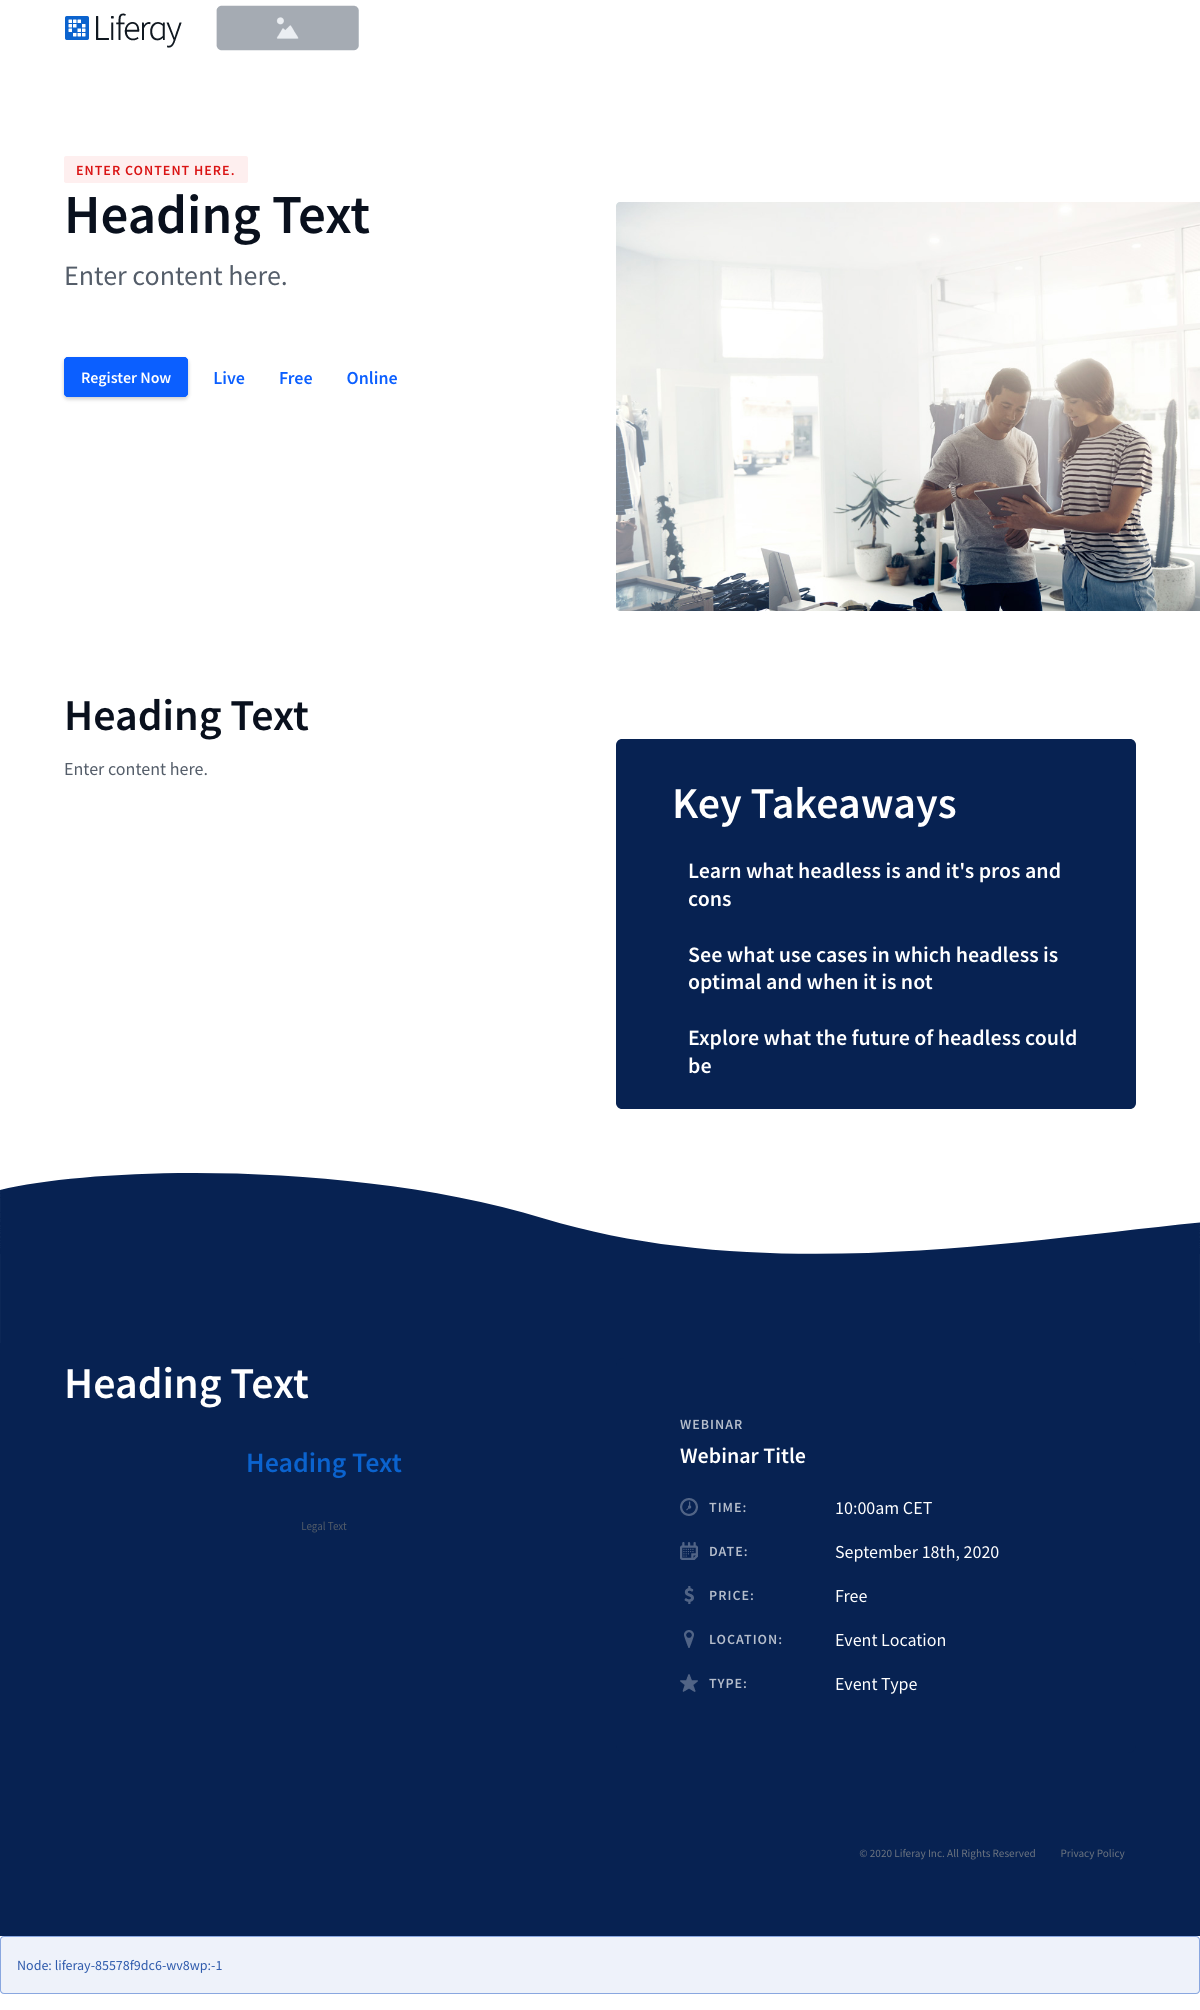 Liferay
ENTER CONTENT HERE.
Heading Text
Enter content here.
Register Now
Live
Free
Online
Heading Text
Enter content here.
Key Takeaways
Learn what headless is and it's pros and
cons
See what use cases in which headless is
optimal and when it is not
Explore what the future of headless could
be
Heading Text
Heading Text
Legal Text
WEBINAR
Webinar Title
TIME: 10:00am CET
DATE: September 18th, 2020
PRICE: Free
LOCATION: Event Location
TYPE: Event Type
© 2020 Liferay Inc. All Rights Reserved Privacy Policy
Node: liferay-85578f9dc6-wv8wp:-1